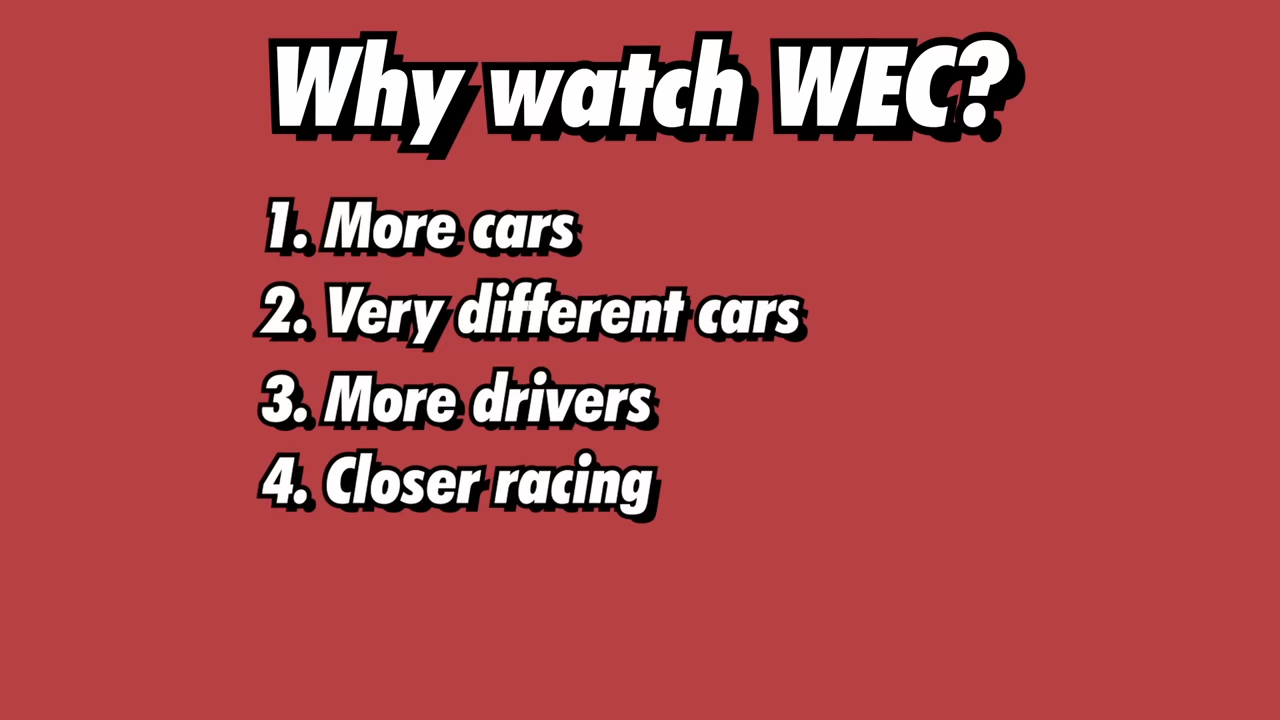 Why watch WEC?
1. More cars
2. Very different cars
3. More drivers
4. Closer racing